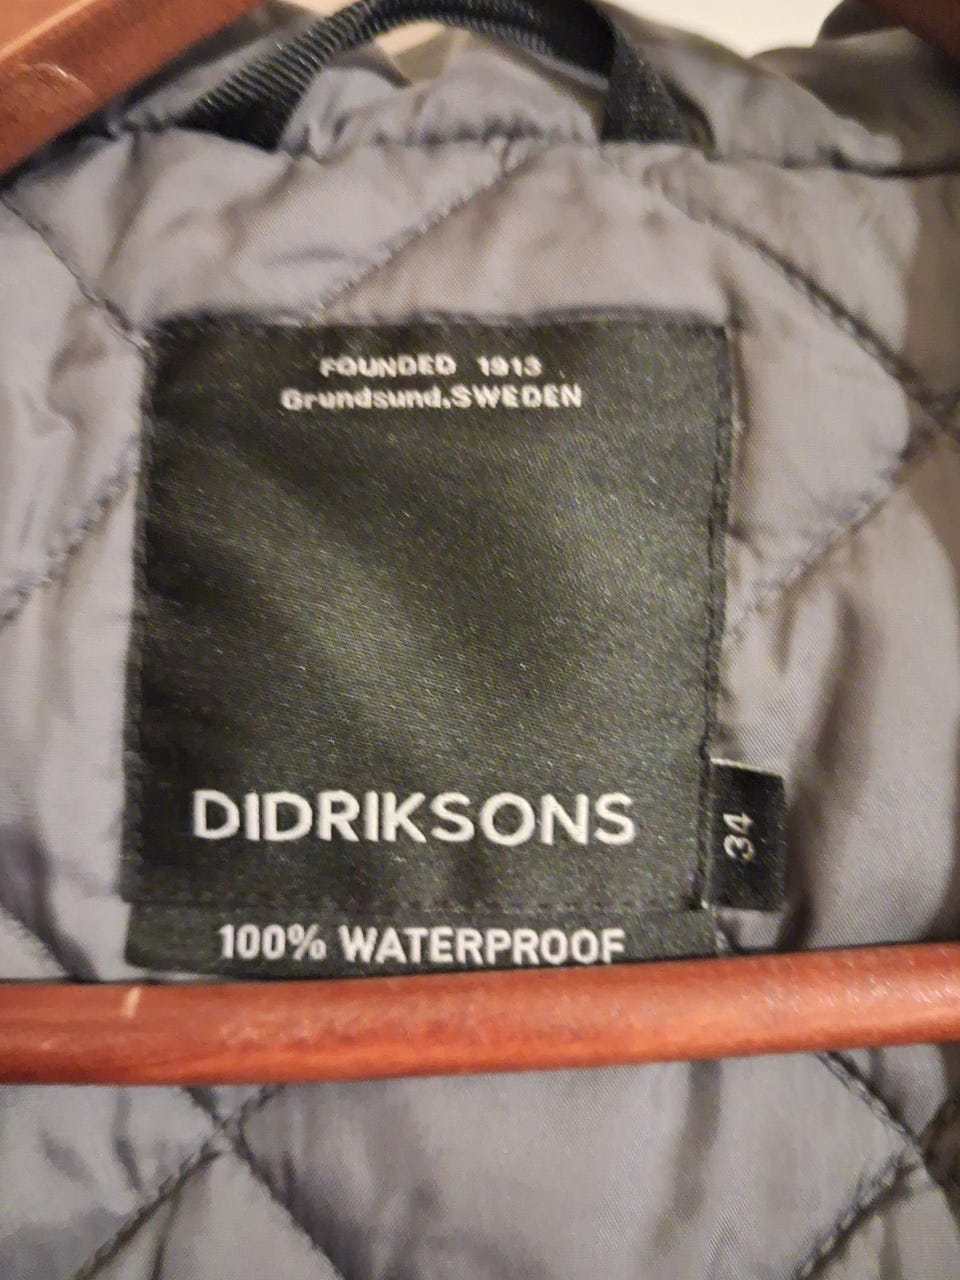 FOUNDED 1913
Grundsund.SWEDEN
DIDRIKSONS
34
100% WATERPROOF